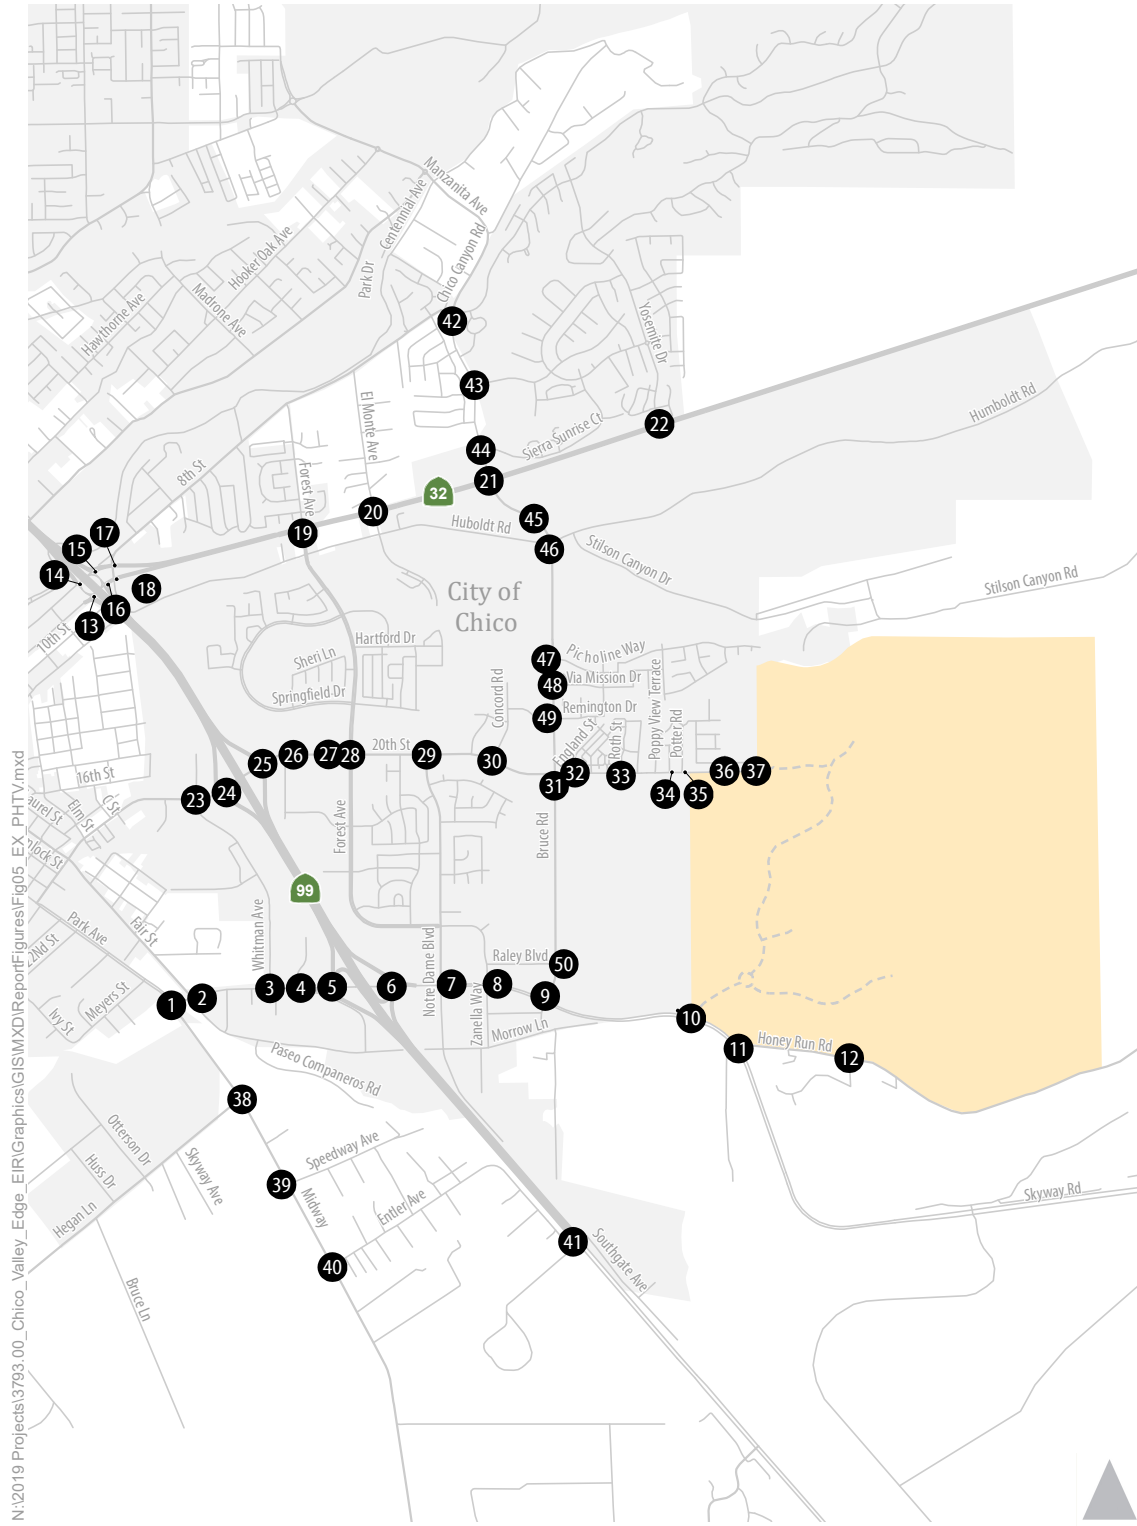 Manzanita Ave
Centennial Ave
Hooker Oak Ave
Park Dr
Chico Canyon Rd
Madrone Ave
Hawthorne Ave
42
Yosemite Dr
43
El Monte Ave
Humboldt Rd
22
Sierra Sunrise Ct
44
8th St
Forest Ave
21
32
20
45
Huboldt Rd
19
17
15
46
14
Stilson Canyon Dr
Stilson Canyon Rd
18
16
13
10th St
City of
Chico
Hartford Dr
Sheri Ln
Picholine Way
47
Via Mission Dr
48
Springfield Dr
Concord Rd
Remington Dr
49
Poppy View Terrace
Potter Rd
England St
Roth St
20th St
25
26
27
28
29
30
31
32
33
34
35
36
37
16th St
23
24
C St
Elm St
Forest Ave
Bruce Rd
99
Park Ave
Fair St
22Nd St
Whitman Ave
Notre Dame Blvd
Raley Blvd
50
Meyers St
Ivy St
1
2
3
4
5
6
7
8
9
Zanella Way
Morrow Ln
10
11
Honey Run Rd
12
Paseo Companeros Rd
38
Otterson Dr
Huss Dr
Skyway Ave
Speedway Ave
39
Midway
Entler Ave
Hegan Ln
Skyway Rd
41
Southgate Ave
40
Bruce Ln
N:\2019 Projects\3793.00_Chico_Valley_Edge_EIR\Graphics\GIS\MXD\ReportFigures\Fig05_EX_PHTV.mxd